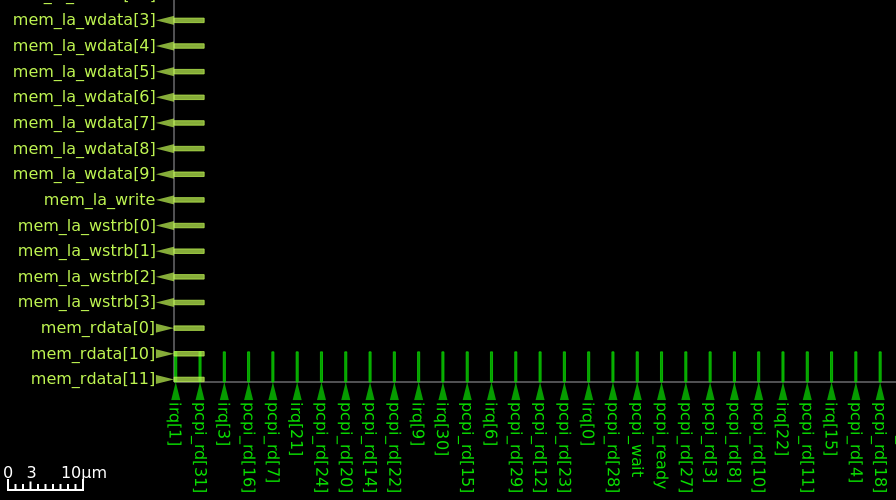 mem_la_wdata[3]
mem_la_wdata[4]
mem_la_wdata[5]
mem_la_wdata[6]
mem_la_wdata[7]
mem_la_wdata[8]
mem_la_wdata[9]
mem_la_write
mem_la_wstrb[0]
mem_la_wstrb[1]
mem_la_wstrb[2]
mem_la_wstrb[3]
mem_rdata[0]
mem_rdata[10]
mem_rdata[11]
irq[1]
pcpi_rd[31]
irq[3]
pcpi_rd[16]
pcpi_rd[7]
irq[21]
pcpi_rd[24]
pcpi_rd[20]
pcpi_rd[14]
pcpi_rd[22]
irq[9]
irq[30]
pcpi_rd[15]
irq[6]
pcpi_rd[29]
pcpi_rd[12]
pcpi_rd[23]
irq[0]
pcpi_rd[28]
pcpi_wait
pcpi_ready
pcpi_rd[27]
pcpi_rd[3]
pcpi_rd[8]
pcpi_rd[10]
irq[22]
pcpi_rd[11]
irq[15]
pcpi_rd[4]
pcpi_rd[18]
0 3 10μm